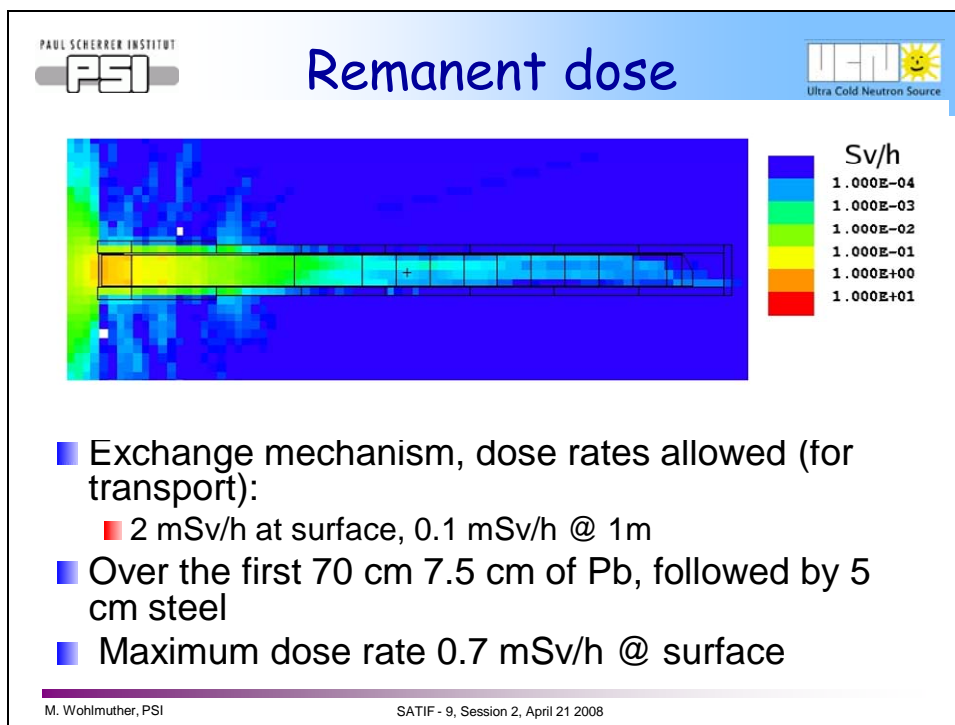 PAUL SCHERRER INSTITUT
PSI
Remanent dose
UCN
Ultra Cold Neutron Source
Sv/h
1.000E-04
1.000E-03
1.000E-02
1.000E-01
1.000E+00
1.000E+01
Exchange mechanism, dose rates allowed (for
transport):
2 mSv/h at surface, 0.1 mSv/h @ 1m
Over the first 70 cm 7.5 cm of Pb, followed by 5
cm steel
Maximum dose rate 0.7 mSv/h @ surface
M. Wohlmuther, PSI
SATIF - 9, Session 2, April 21 2008